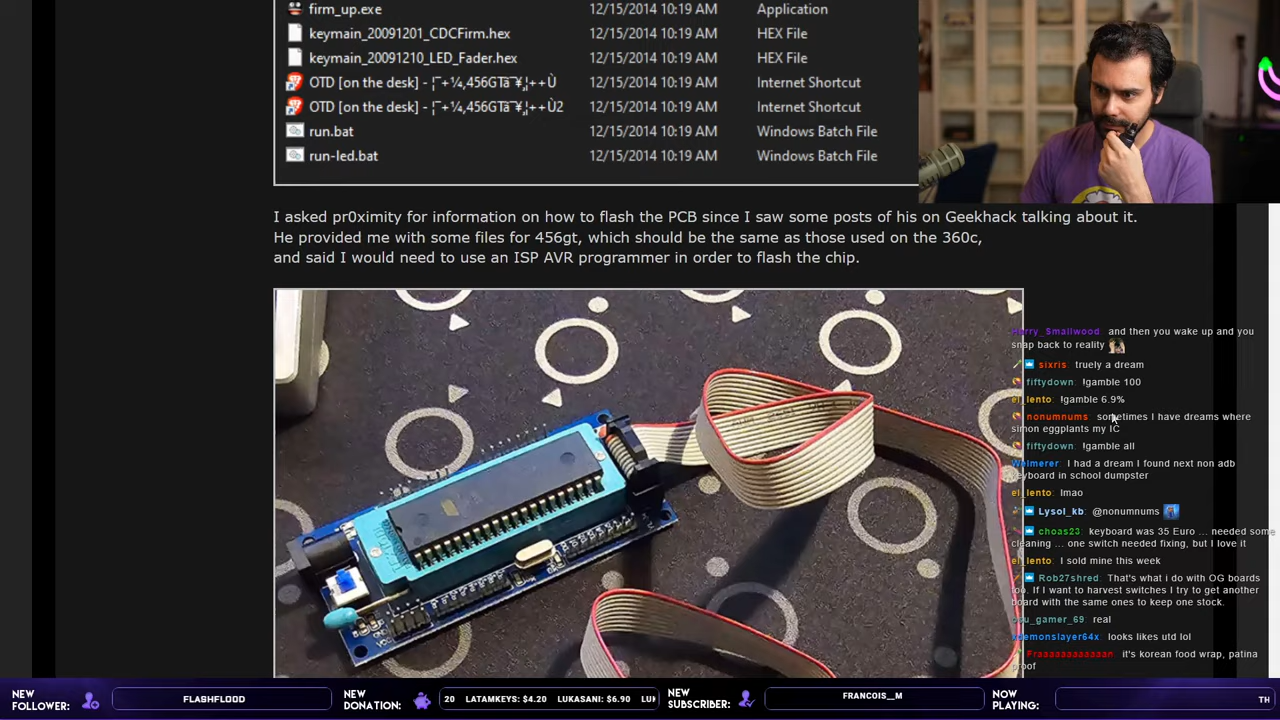 firm_up.exe 12/15/2014 10:19 AM Application
keymain_20091201_CDCFirm.hex 12/15/2014 10:19 AM HEX File
keymain_20091210_LED_Fader.hex 12/15/2014 10:19 AM HEX File
OTD [on the desk] - 12/15/2014 10:19 AM Internet Shortcut
OTD [on the desk] - 12/15/2014 10:19 AM Internet Shortcut
run.bat 12/15/2014 10:19 AM Windows Batch File
run-led.bat 12/15/2014 10:19 AM Windows Batch File
I asked pr0ximity for information on how to flash the PCB since I saw some posts of his on Geekhack talking about it.
He provided me with some files for 456gt, which should be the same as those used on the 360c,
and said I would need to use an ISP AVR programmer in order to flash the chip.
Harry_Smallwood: and then you wake up and you
snap back to reality
sixris: truely a dream
fiftydown: !gamble 100
el_lento: !gamble 6.9%
nonumnums: sometimes I have dreams where
simon eggplants my IC
fiftydown: !gamble all
Welmerer: I had a dream I found next non adb
keyboard in school dumpster
el_lento: lmao
Lysol_kb: @nonumnums
choas23: keyboard was 35 Euro ... needed some
cleaning ... one switch needed fixing, but I love it
el_lento: I sold mine this week
Rob27shred: That's what i do with OG boards
too. If I want to harvest switches I try to get another
board with the same ones to keep one stock.
osu_gamer_69: real
xdemonslayer64x: looks likes utd lol
it's korean food wrap, patina
proof
NEW
FOLLOWER:
FLASHFLOOD
NEW
DONATION:
20 LATAMKEYS: $4.20 LUKASANI: $6.90
NEW
SUBSCRIBER:
FRANCOIS__M
NOW
PLAYING:
TH